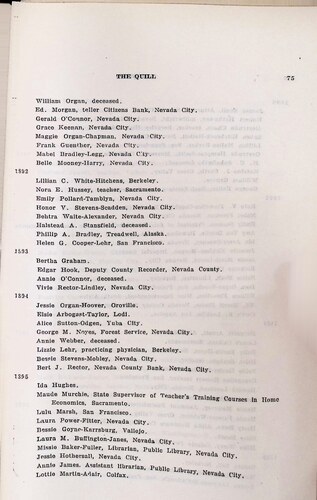 THE QUILL 75
William Organ, deceased.
Ed. Morgan, teller Citizens Bank, Nevada City.
Gerald O'Connor, Nevada City.
Grace Keenan, Nevada City.
Maggie Organ-Chapman, Nevada City.
Frank Guenther, Nevada City.
Mabel Bradley-Legg, Nevada City.
Belle Mooney-Harry, Nevada City.
1892
Lillian C. White-Hitchens, Berkeley.
Nora E. Hussey, teacher, Sacramento.
Emily Pollard-Tamblyn, Nevada City.
Honor V. Stevens-Scadden, Nevada City.
Behtra Waite-Alexander, Nevada City.
Halstead A. Stansfield, deceased.
Phillip A. Bradley, Treadwell, Alaska.
Helen G. Cooper-Lohr, San Francisco.
1893
Bertha Graham.
Edgar Hook, Deputy County Recorder, Nevada County.
Annie O'Connor, deceased.
Vivie Rector-Lindley, Nevada City.
1894
Jessie Organ-Hoover, Oroville.
Elsie Arbogast-Taylor, Lodi.
Alice Sutton-Odgen, Yuba City.
George M. Noyes, Forest Service, Nevada City.
Annie Webber, deceased.
Lizzie Lohr, practicing physician, Berkeley.
Bessie Stevens-Mobley, Nevada City.
Bert J. Rector, Nevada County Bank, Nevada City.
1895
Ida Hughes.
Maude Murchie, State Supervisor of Teacher's Training Courses in Home
Economics, Sacramento.
Lulu Marsh, San Francisco.
Laura Power-Fitter, Nevada City.
Bessie Goyne-Vallejo.
Laura M. Buffington-Janes, Nevada City.
Missie Baker-Fuller, Librarian, Public Library, Nevada City.
Jessie Hothersall, Nevada City.
Annie James. Assistant librarian, Public Library, Nevada City.
Lottie Martin-Adair, Colfax.